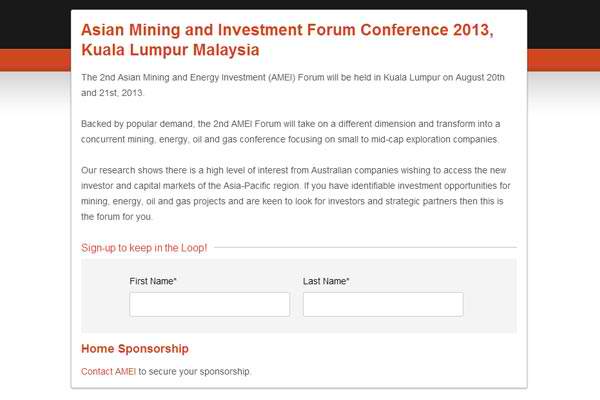 Asian Mining and Investment Forum Conference 2013,
Kuala Lumpur Malaysia
The 2nd Asian Mining and Energy Investment (AMEI) Forum will be held in Kuala Lumpur on August 20th
and 21st, 2013.
Backed by popular demand, the 2nd AMEI Forum will take on a different dimension and transform into a
concurrent mining, energy, oil and gas conference focusing on small to mid-cap exploration companies.
Our research shows there is a high level of interest from Australian companies wishing to access the new
investor and capital markets of the Asia-Pacific region. If you have identifiable investment opportunities for
mining, energy, oil and gas projects and are keen to look for investors and strategic partners then this is
the forum for you.
Sign-up to keep in the Loop!
First Name* Last Name*
Home Sponsorship
Contact AMEI to secure your sponsorship.